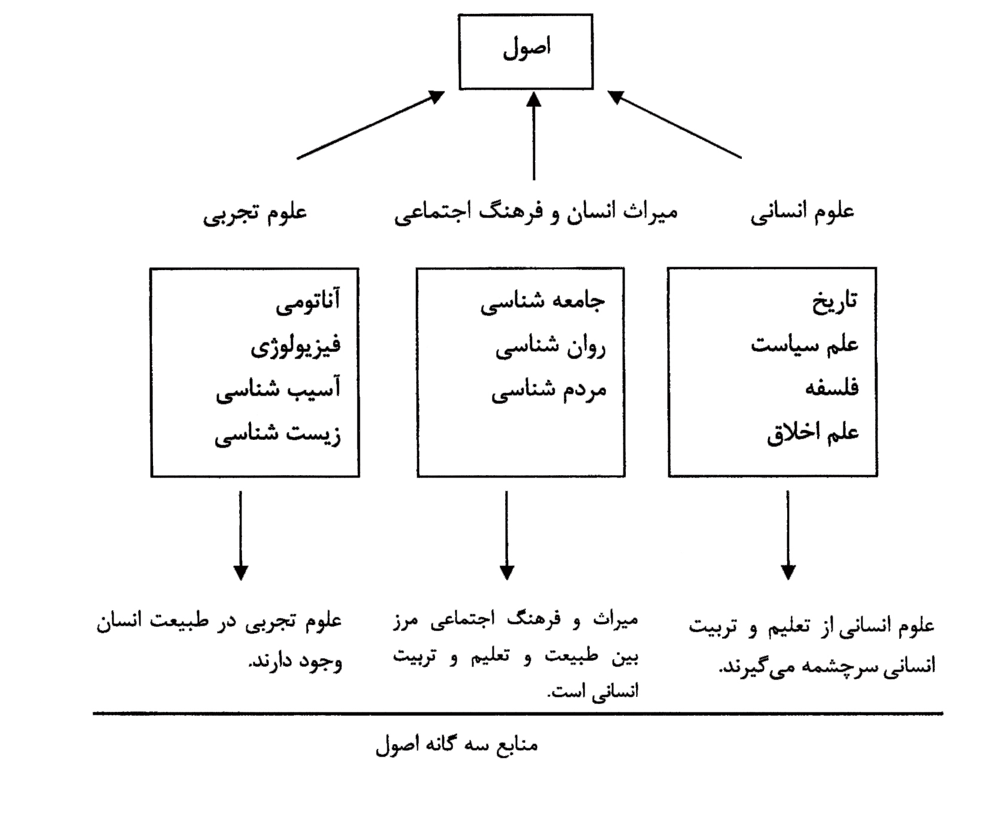 اصول
علوم انسانی
میراث انسان و فرهنگ اجتماعی
علوم تجربی
تاریخ
علم سیاست
فلسفه
علم اخلاق
جامعه شناسی
روان شناسی
مردم شناسی
آناتومی
فیزیولوژی
آسیب شناسی
زیست شناسی
علوم انسانی از تعلیم و تربیت
انسانی سرچشمه می‌گیرند.
میراث و فرهنگ اجتماعی مرز
بین طبیعت و تعلیم و تربیت
انسانی است.
علوم تجربی در طبیعت انسان
وجود دارند.
منابع سه گانه اصول